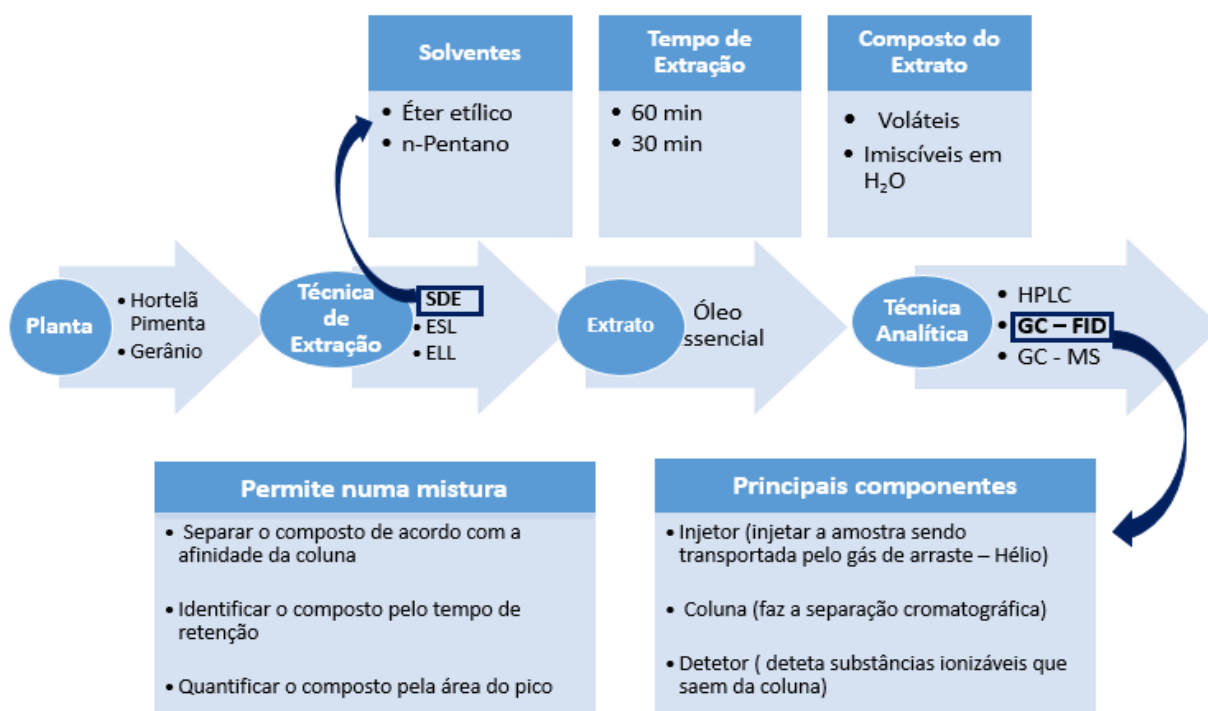 Solventes
• Éter etílico
• n-Pentano
Tempo de
Extração
• 60 min
• 30 min
Composto do
Extrato
• Voláteis
• Imiscíveis em
H₂O
Planta
• Hortelã
Pimenta
• Gerânio
Técnica
de
Extração
SDE
• ESL
• ELL
Extrato
Óleo
ssencial
Técnica
Analítica
• HPLC
• GC – FID
• GC - MS
Permite numa mistura
• Separar o composto de acordo com a
afinidade da coluna
• Identificar o composto pelo tempo de
retenção
• Quantificar o composto pela área do pico
Principais componentes
• Injetor (injetar a amostra sendo
transportada pelo gás de arraste – Hélio)
• Coluna (faz a separação cromatográfica)
• Detetor ( deteta substâncias ionizáveis que
saem da coluna)